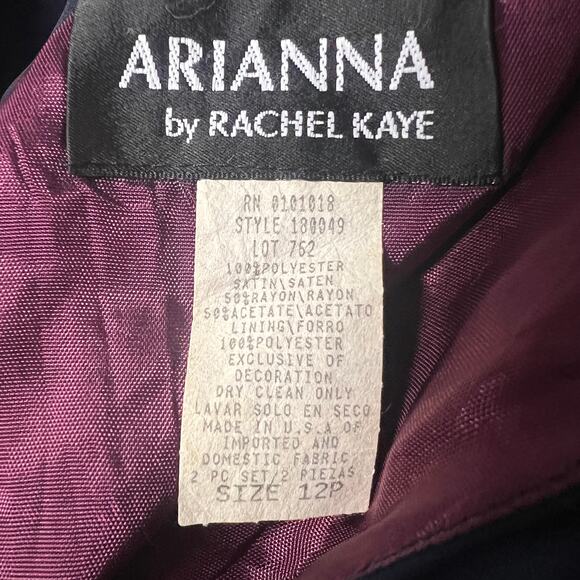 ARIANNA
by RACHEL KAYE
RN 0101018
STYLE 180049
LOT 762
100%POLYESTER
SATIN\SATEN
50%RAYON\RAYON
50%ACETATE\ACETATO
LINING\FORRO
100%POLYESTER
EXCLUSIVE OF
DECORATION
DRY CLEAN ONLY
LAVAR SOLO EN SECO
MADE IN U.S.A OF
IMPORTED AND
DOMESTIC FABRIC.
2 PC SET/2 PIEZAS
SIZE 12P